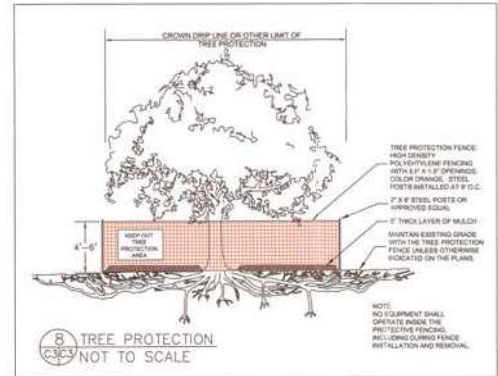 CROWN DRIP LINE OR OTHER LIMIT OF
TREE PROTECTION
TREE PROTECTION FENCE:
HIGH DENSITY
POLYEHTYLENE FENCING
WITH 3.5" X 1.5" OPENINGS;
COLOR ORANGE. STEEL
POSTS INSTALLED AT 8' O.C.
2" X 6' STEEL POSTS OR
APPROVED EQUAL
5" THICK LAYER OF MULCH
MAINTAIN EXISTING GRADE
WITH THE TREE PROTECTION
FENCE UNLESS OTHERWISE
INDICATED ON THE PLANS
4'-6"
KEEP OUT
TREE
PROTECTION
AREA
NOTE:
NO EQUIPMENT SHALL
OPERATE INSIDE THE
PROTECTIVE FENCING,
INCLUDING DURING FENCE
INSTALLATION AND REMOVAL.
8
C3 C3
TREE PROTECTION
NOT TO SCALE